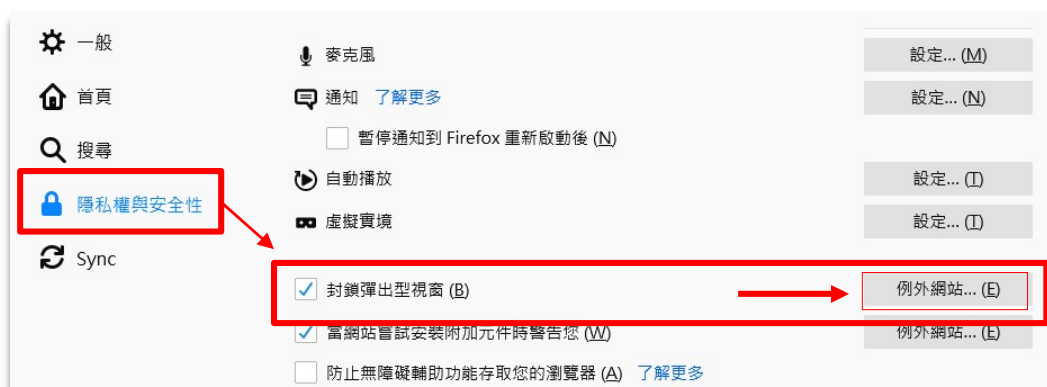 一般
首頁
搜尋
隱私權與安全性
Sync
麥克風 設定... (M)
通知 了解更多 設定... (N)
暫停通知到 Firefox 重新啟動後 (N)
自動播放 設定... (T)
虛擬實境 設定... (T)
封鎖彈出型視窗 (B) 例外網站... (E)
當網站嘗試安裝附加元件時警告您 (W) 例外網站... (E)
防止無障礙輔助功能存取您的瀏覽器 (A) 了解更多